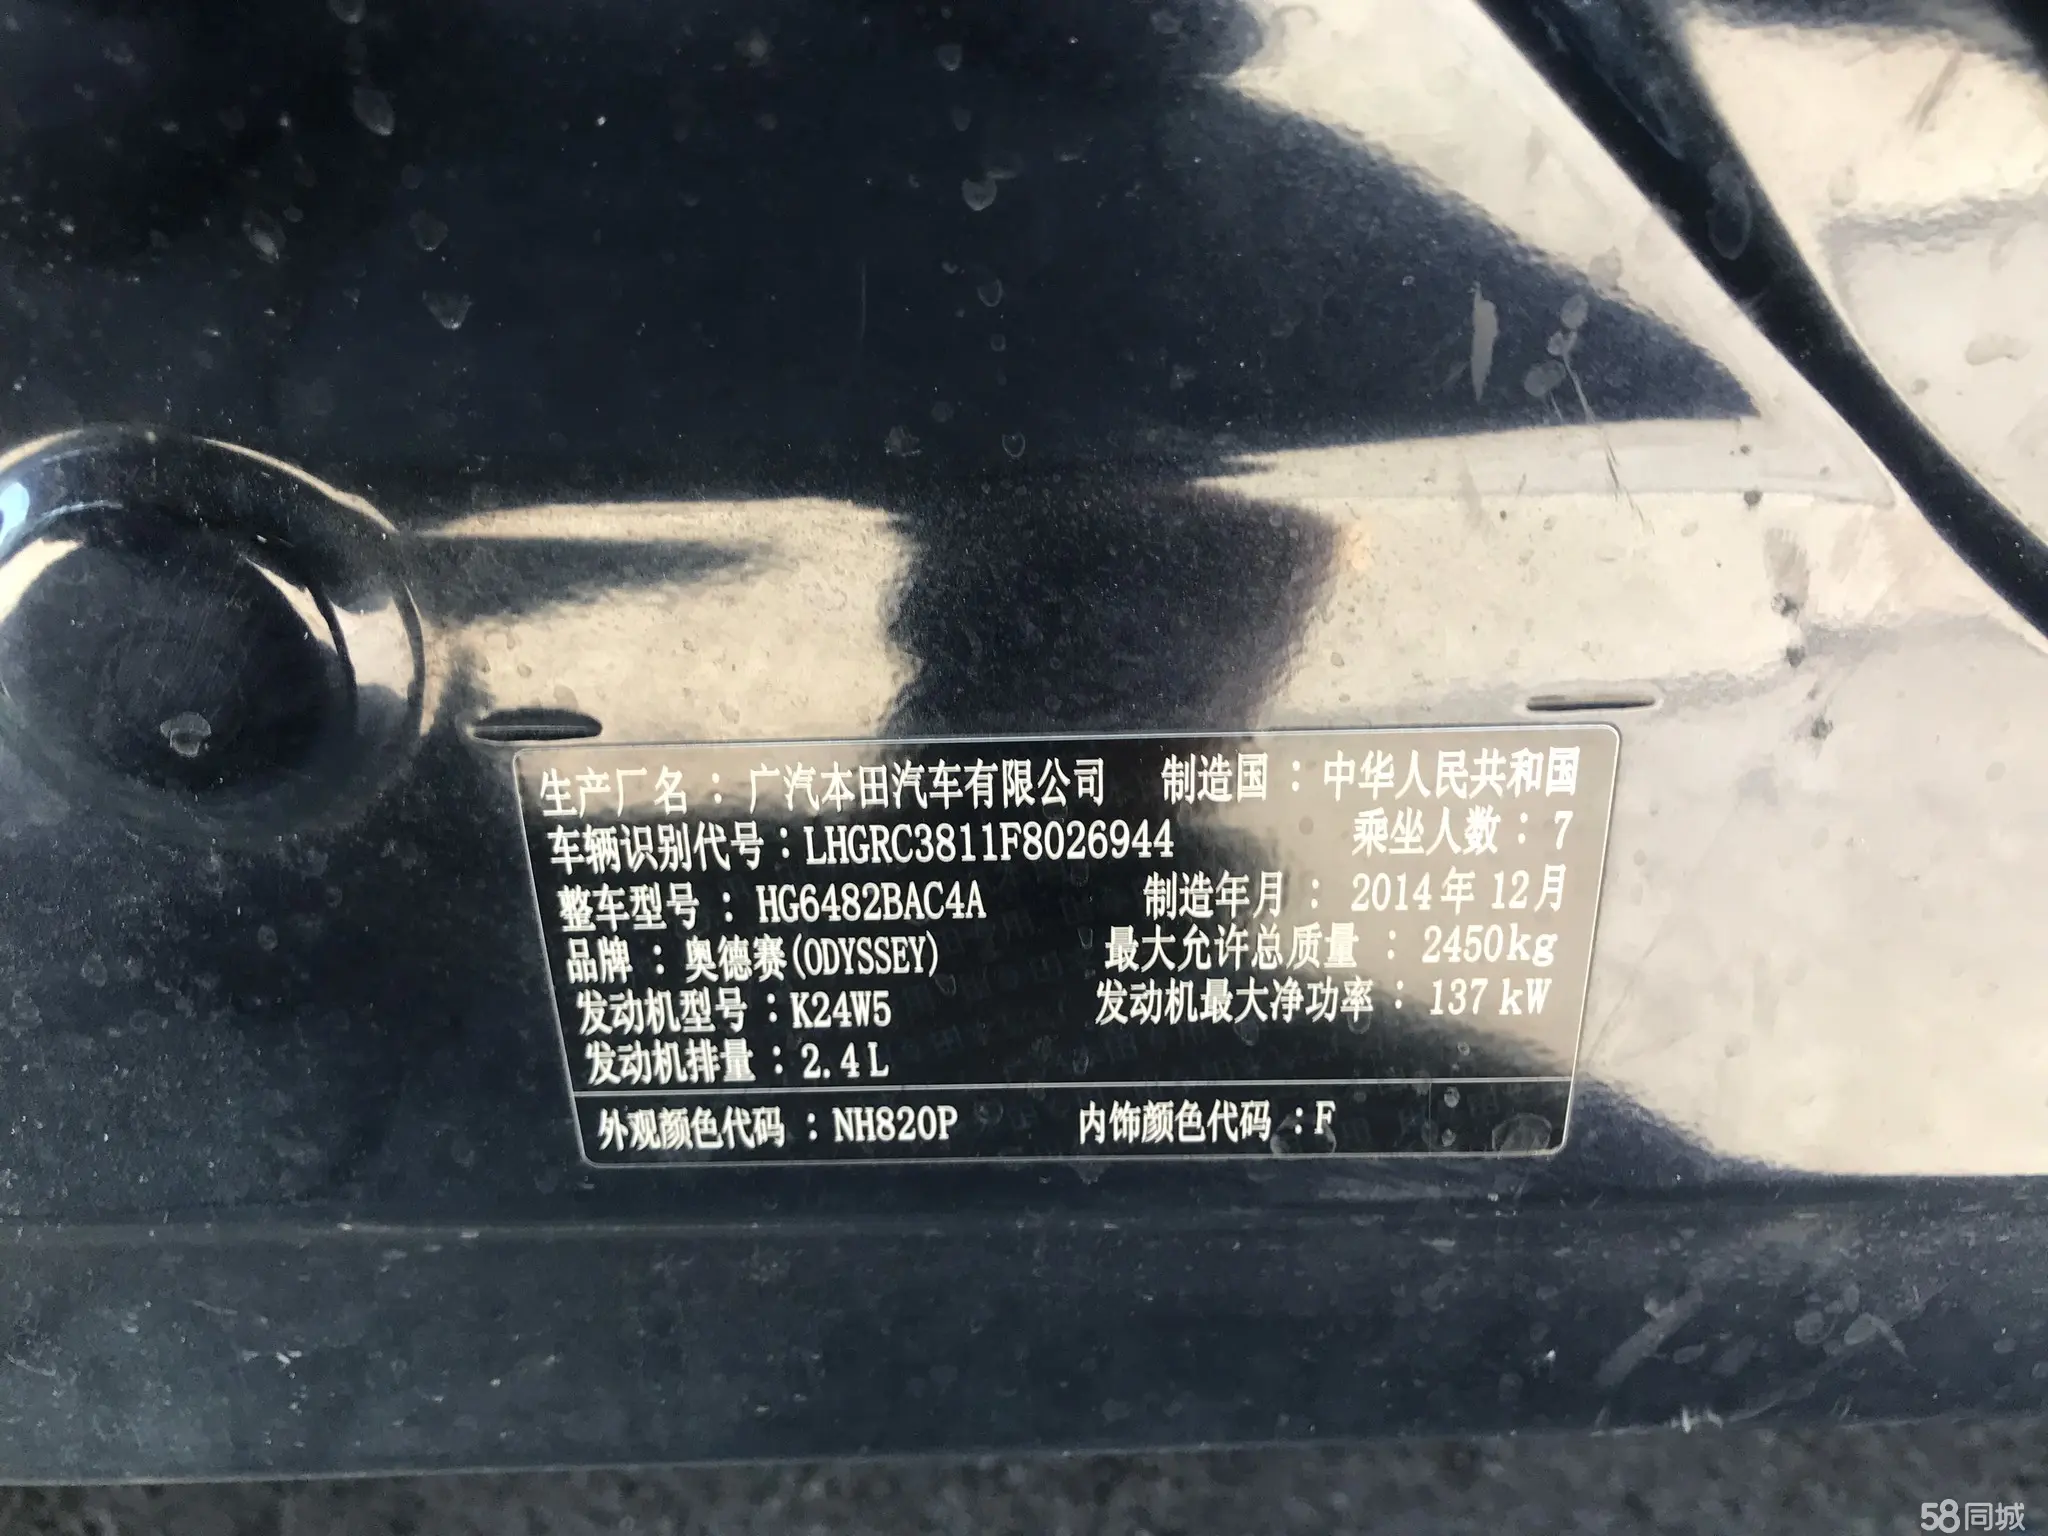 生产厂名：广汽本田汽车有限公司 制造国：中华人民共和国
车辆识别代号：LHGRC3811F8026944 乘坐人数：7
整车型号：HG6482BAC4A 制造年月：2014年12月
品牌：奥德赛(ODYSSEY) 最大允许总质量：2450kg
发动机型号：K24W5 发动机最大净功率：137kW
发动机排量：2.4L
外观颜色代码：NH820P 内饰颜色代码：F
58同城